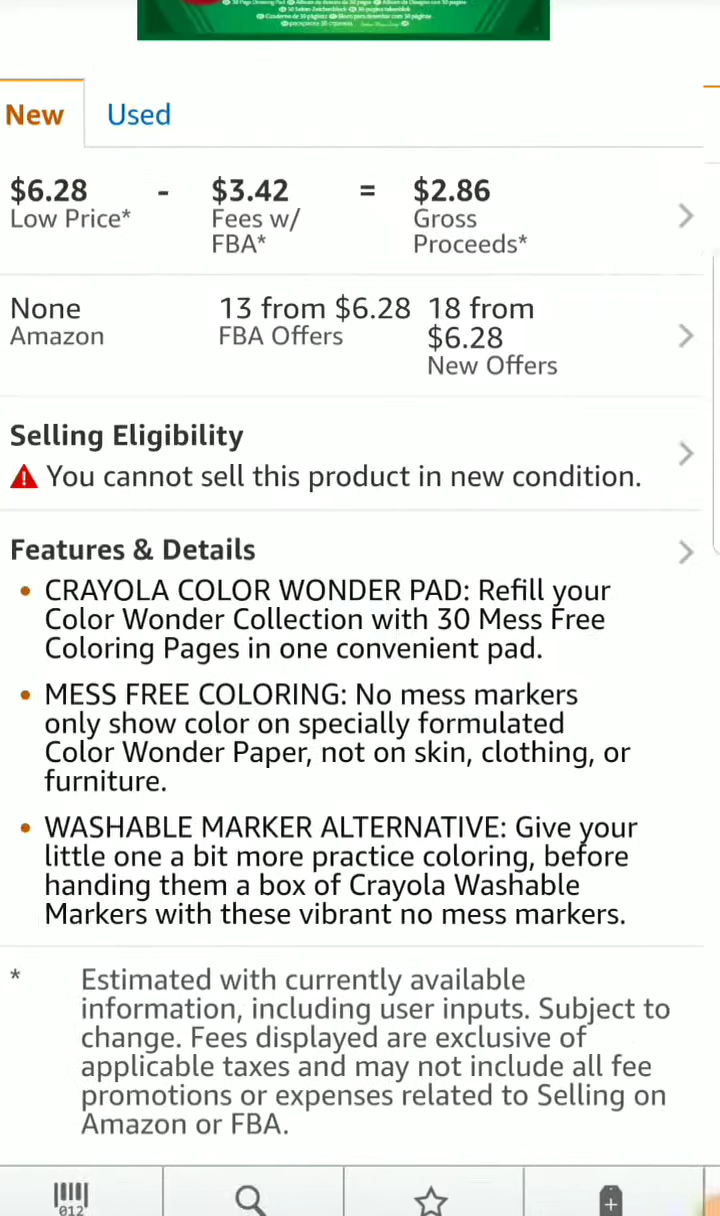 30 Page Drawing Pad
New Used
$6.28 - $3.42 = $2.86
Low Price* Fees w/ FBA* Gross Proceeds*
None 13 from $6.28 18 from $6.28
Amazon FBA Offers New Offers
Selling Eligibility
You cannot sell this product in new condition.
Features & Details
• CRAYOLA COLOR WONDER PAD: Refill your
Color Wonder Collection with 30 Mess Free
Coloring Pages in one convenient pad.
• MESS FREE COLORING: No mess markers
only show color on specially formulated
Color Wonder Paper, not on skin, clothing, or
furniture.
• WASHABLE MARKER ALTERNATIVE: Give your
little one a bit more practice coloring, before
handing them a box of Crayola Washable
Markers with these vibrant no mess markers.
* Estimated with currently available
information, including user inputs. Subject to
change. Fees displayed are exclusive of
applicable taxes and may not include all fee
promotions or expenses related to Selling on
Amazon or FBA.
012